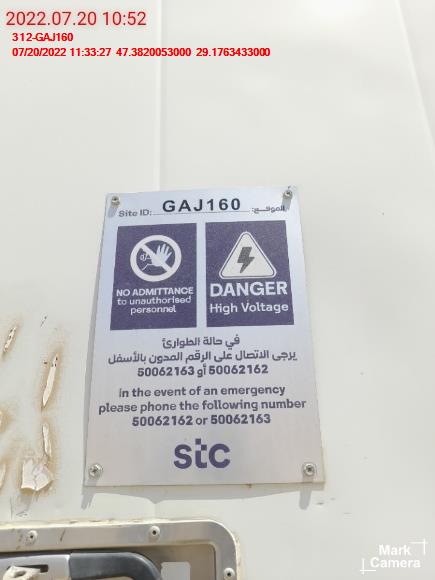 2022.07.20 10:52
312-GAJ160
07/20/2022 11:33:27 47.3820053000 29.1763433000
Site ID: GAJ160 الموقـــع:
NO ADMITTANCE
to unauthorised
personnel
DANGER
High Voltage
في حالة الطوارئ
يرجى الاتصال على الرقم المدون بالأسفل
50062162 أو 50062163
In the event of an emergency
please phone the following number
50062162 or 50062163
stc
Mark
Camera